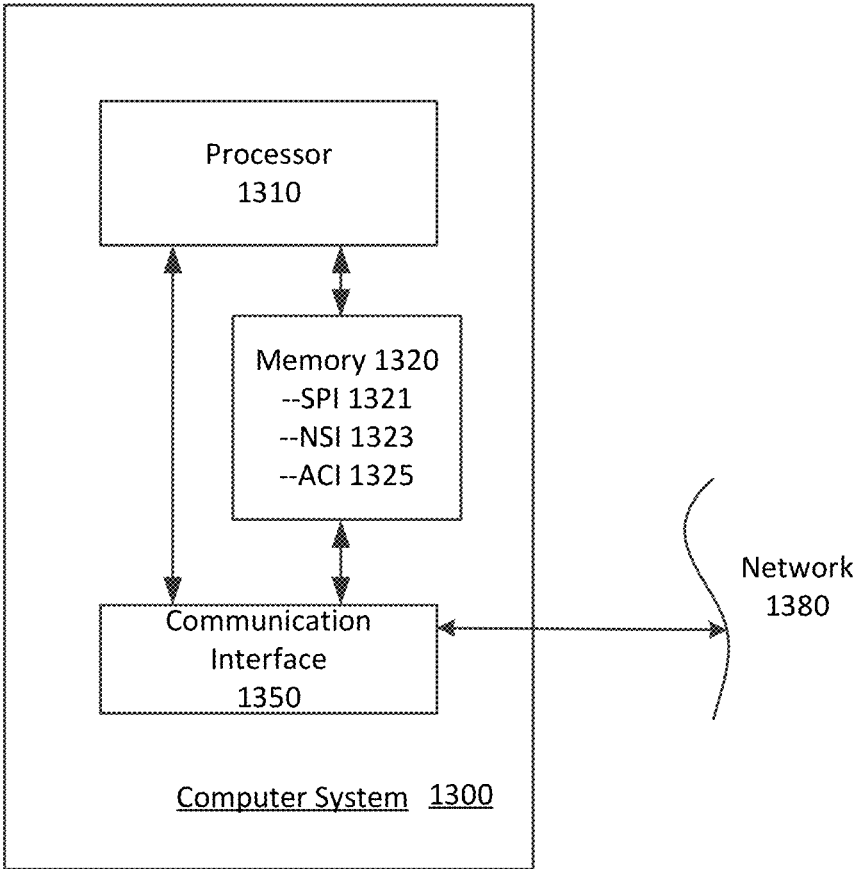 Processor
1310
Memory 1320
--SPI 1321
--NSI 1323
--ACI 1325
Network
1380
Communication
Interface
1350
Computer System 1300